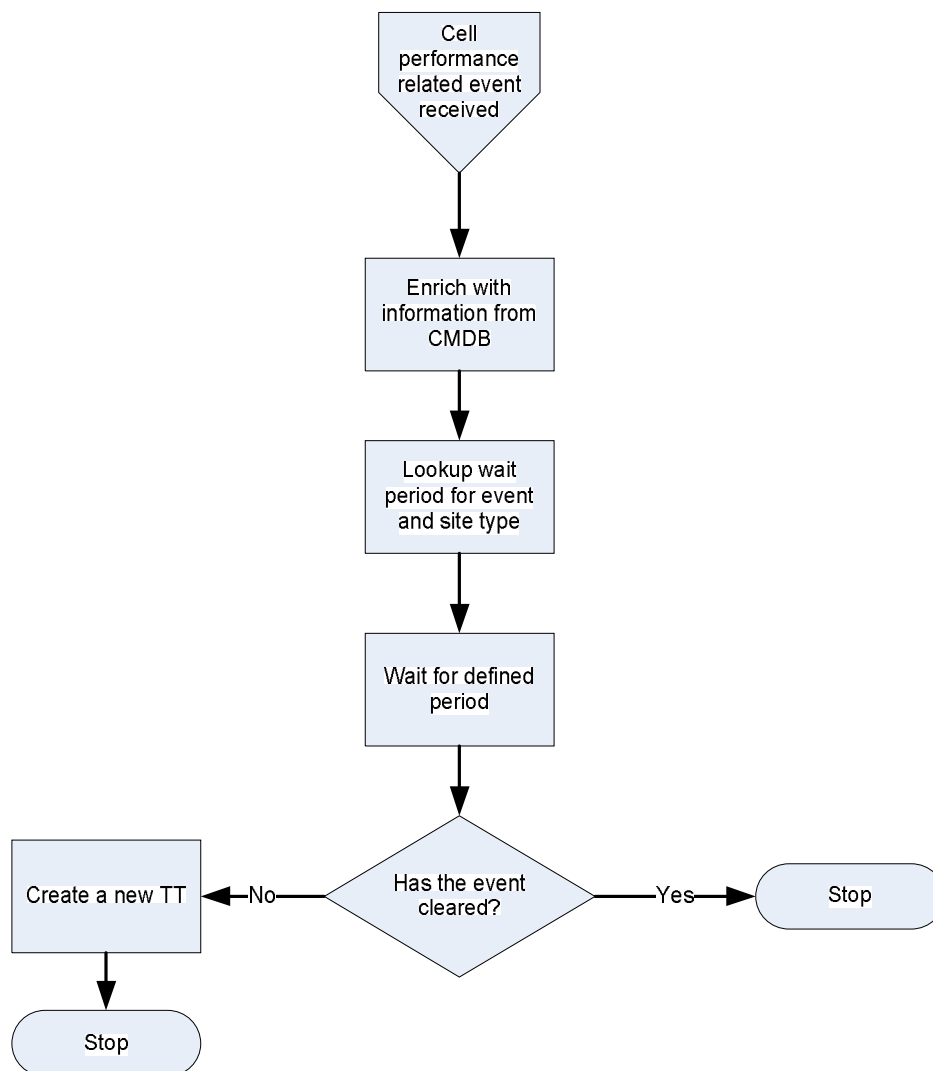 Cell
performance
related event
received
Enrich with
information from
CMDB
Lookup wait
period for event
and site type
Wait for defined
period
Has the event
cleared?
No
Create a new TT
Stop
Yes
Stop